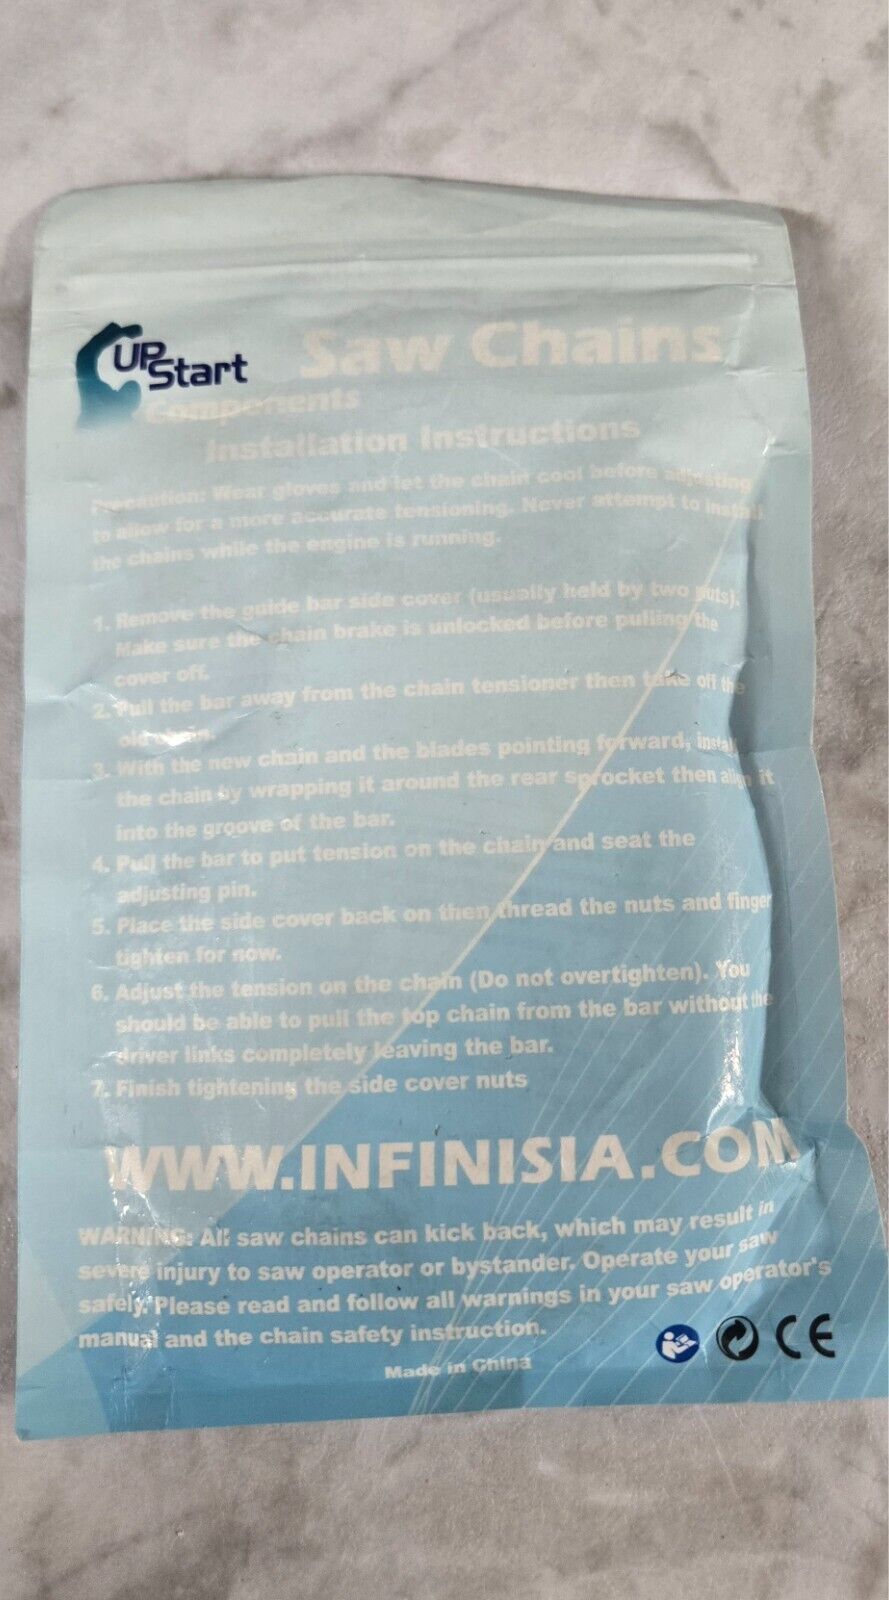 UP Start
Saw Chains
Components
Installation Instructions
Precaution: Wear gloves and let the chain cool before adjusting
to allow for a more accurate tensioning. Never attempt to install
the chains while the engine is running.
1. Remove the guide bar side cover (usually held by two nuts).
Make sure the chain brake is unlocked before pulling the
cover off.
2. Pull the bar away from the chain tensioner then take off the
old chain.
3. With the new chain and the blades pointing forward, install
the chain by wrapping it around the rear sprocket then align it
into the groove of the bar.
4. Pull the bar to put tension on the chain and seat the
adjusting pin.
5. Place the side cover back on then thread the nuts and finger
tighten for now.
6. Adjust the tension on the chain (Do not overtighten). You
should be able to pull the top chain from the bar without the
driver links completely leaving the bar.
7. Finish tightening the side cover nuts
WWW.INFINISIA.COM
WARNING: All saw chains can kick back, which may result in
severe injury to saw operator or bystander. Operate your saw
safely. Please read and follow all warnings in your saw operator's
manual and the chain safety instruction.
CE
Made in China